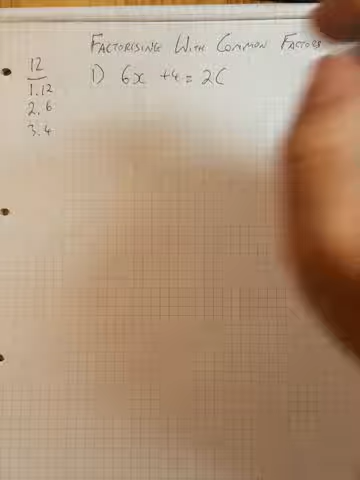 FACTORISING WITH COMMON FACTORS
12
1.12
2.6
3.4
1) 6x +4 = 2(